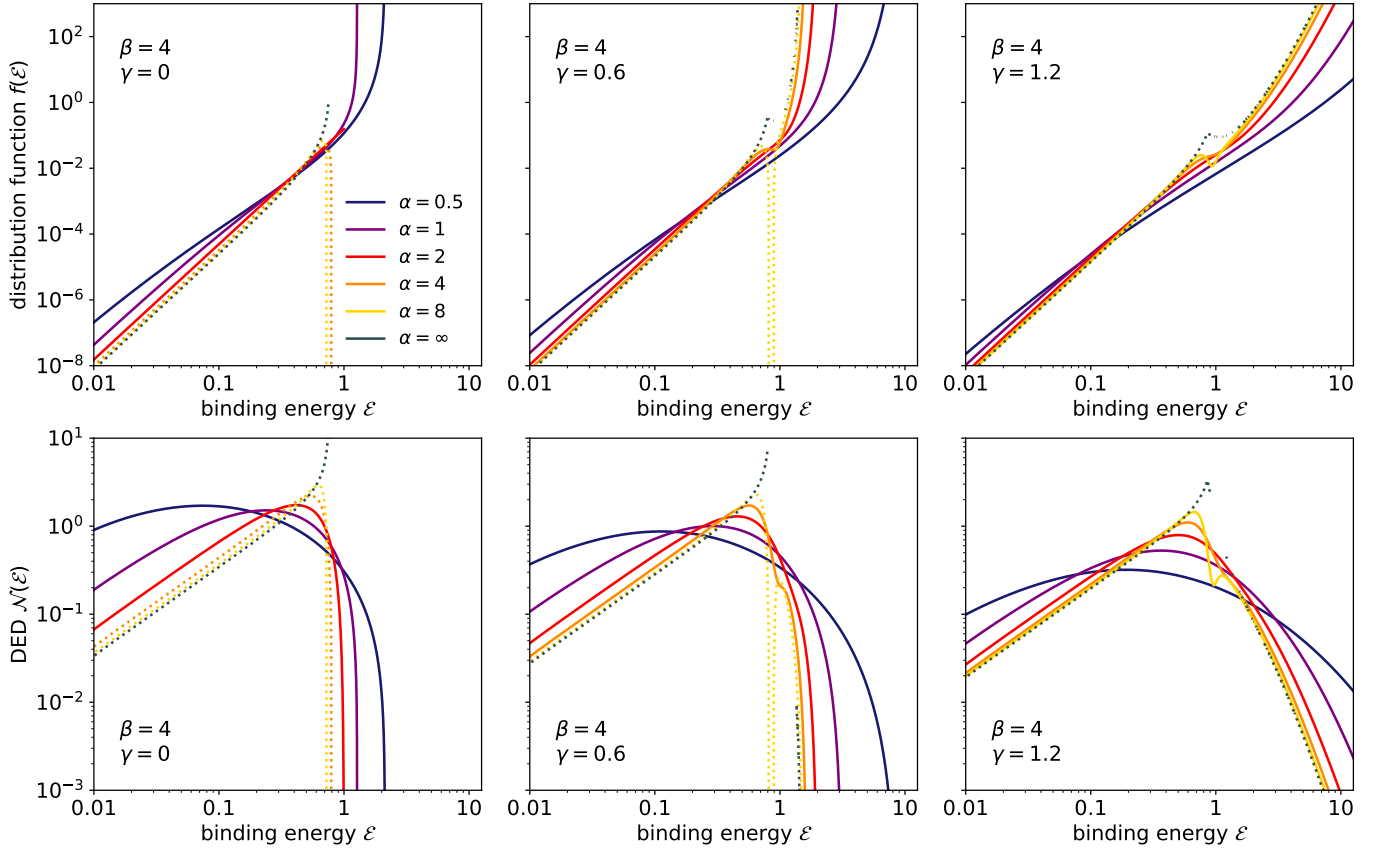 distribution function f(ℰ)
10²
10⁰
10⁻²
10⁻⁴
10⁻⁶
10⁻⁸
β = 4
γ = 0
α = 0.5
α = 1
α = 2
α = 4
α = 8
α = ∞
0.01 0.1 1 10
binding energy ℰ
β = 4
γ = 0.6
0.01 0.1 1 10
binding energy ℰ
β = 4
γ = 1.2
0.01 0.1 1 10
binding energy ℰ
DED 𝒩(ℰ)
10¹
10⁰
10⁻¹
10⁻²
10⁻³
β = 4
γ = 0
0.01 0.1 1 10
binding energy ℰ
β = 4
γ = 0.6
0.01 0.1 1 10
binding energy ℰ
β = 4
γ = 1.2
0.01 0.1 1 10
binding energy ℰ